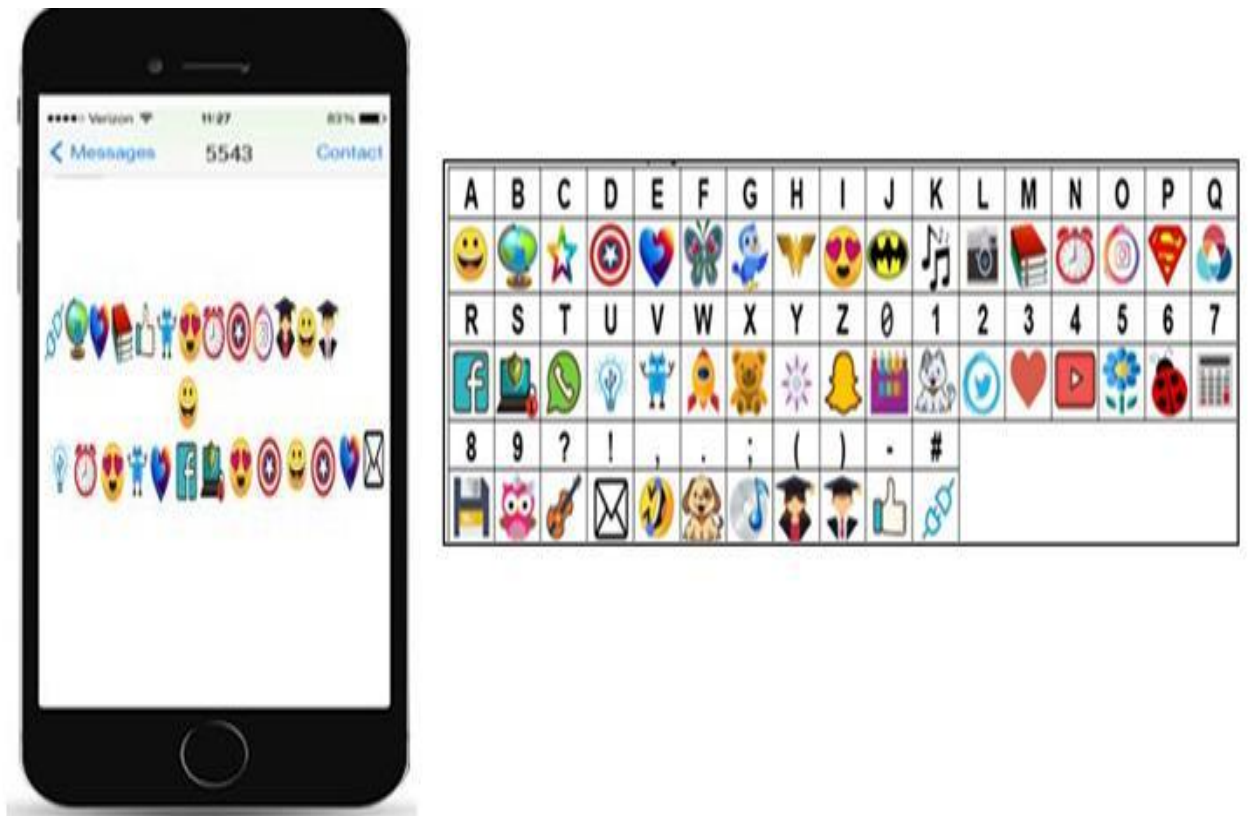 Verizon 11:27 83%
Messages 5543 Contact
A B C D E F G H I J K L M N O P Q
R S T U V W X Y Z 0 1 2 3 4 5 6 7
8 9 ? ! , . ; ( ) - #